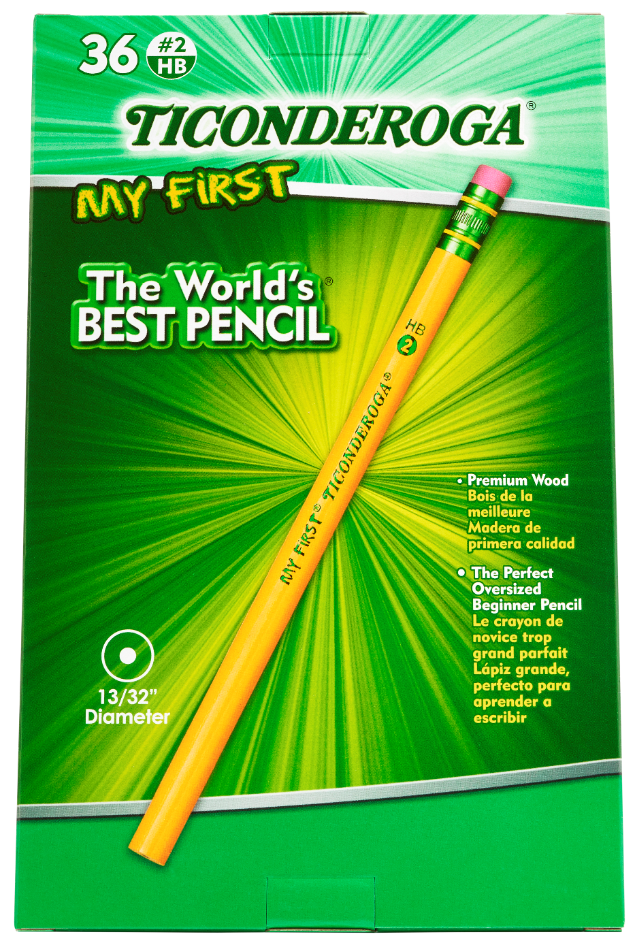 36 #2
HB
TICONDEROGA®
MY FIRST
The World's®
BEST PENCIL
HB
2
MY FIRST® TICONDEROGA®
• Premium Wood
Bois de la
meilleure
Madera de
primera calidad
• The Perfect
Oversized
Beginner Pencil
Le crayon de
novice trop
grand parfait
Lápiz grande,
perfecto para
aprender a
escribir
13/32"
Diameter